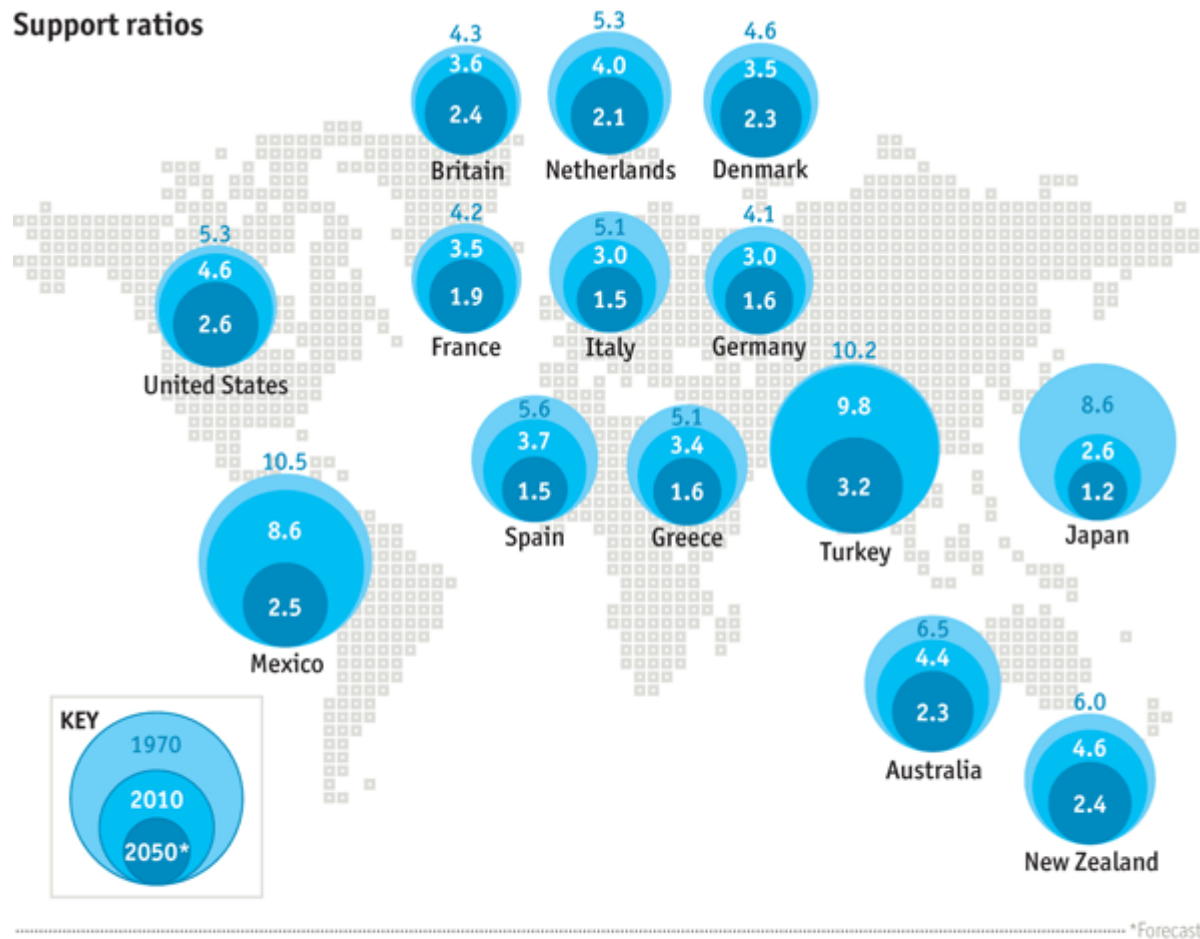 Support ratios
4.3
3.6
2.4
Britain
5.3
4.0
2.1
Netherlands
4.6
3.5
2.3
Denmark
5.3
4.6
2.6
United States
4.2
3.5
1.9
France
5.1
3.0
1.5
Italy
4.1
3.0
1.6
Germany
10.5
8.6
2.5
Mexico
5.6
3.7
1.5
Spain
5.1
3.4
1.6
Greece
10.2
9.8
3.2
Turkey
8.6
2.6
1.2
Japan
6.5
4.4
2.3
Australia
6.0
4.6
2.4
New Zealand
KEY
1970
2010
2050*
*Forecast